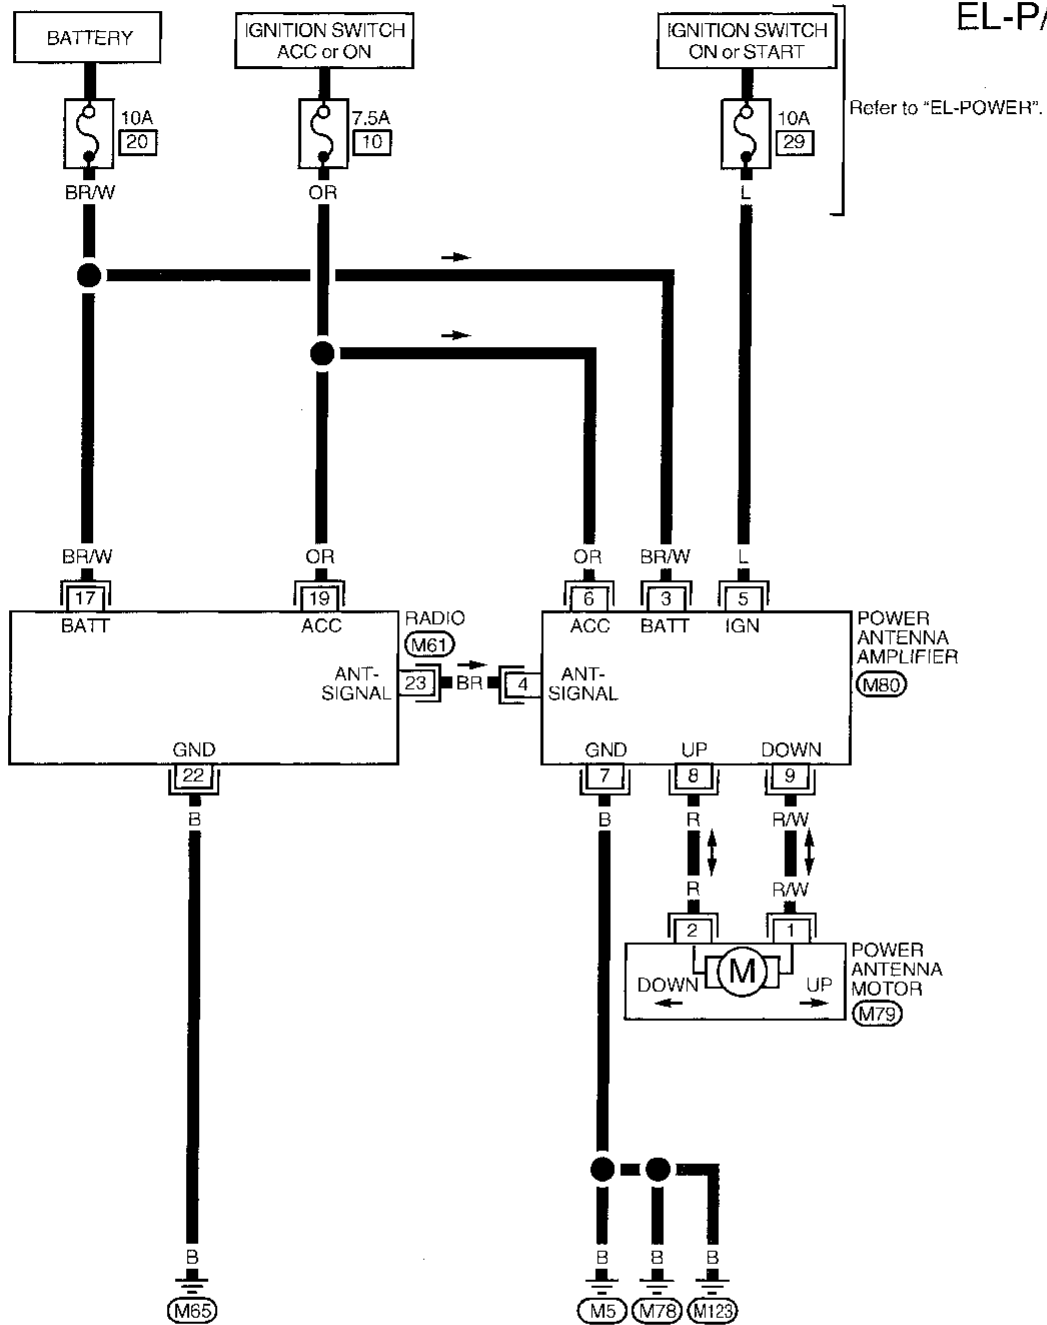 EL-P/
BATTERY
IGNITION SWITCH
ACC or ON
IGNITION SWITCH
ON or START
Refer to "EL-POWER".
10A
20
7.5A
10
10A
29
BR/W
OR
L
BR/W
OR
OR
BR/W
L
17
19
6
3
5
BATT
ACC
RADIO
M61
ACC
BATT
IGN
POWER
ANTENNA
AMPLIFIER
M80
ANT-
SIGNAL
23
BR
4
ANT-
SIGNAL
GND
22
GND
UP
DOWN
7
8
9
B
B
R
R/W
R
R/W
2
1
M
DOWN
UP
POWER
ANTENNA
MOTOR
M79
B
B
B
B
M65
M5
M78
M123